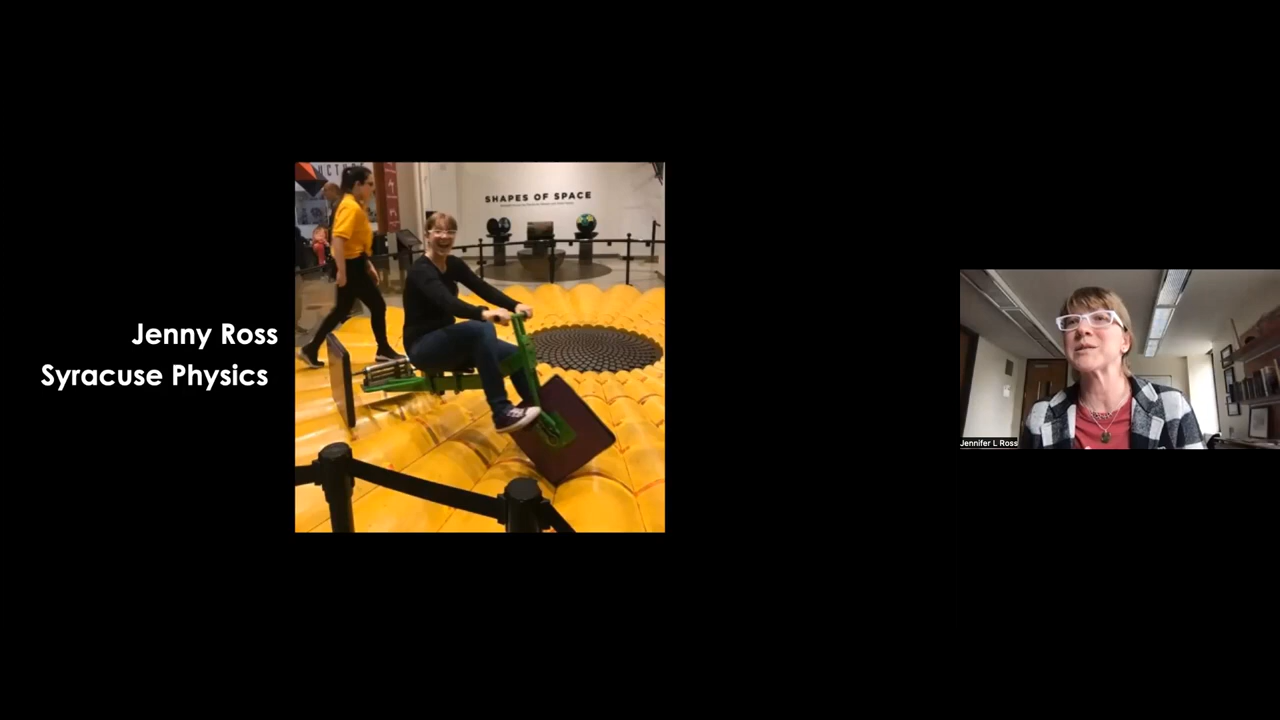 Jenny Ross
Syracuse Physics
SHAPES OF SPACE
Jennifer L Ross